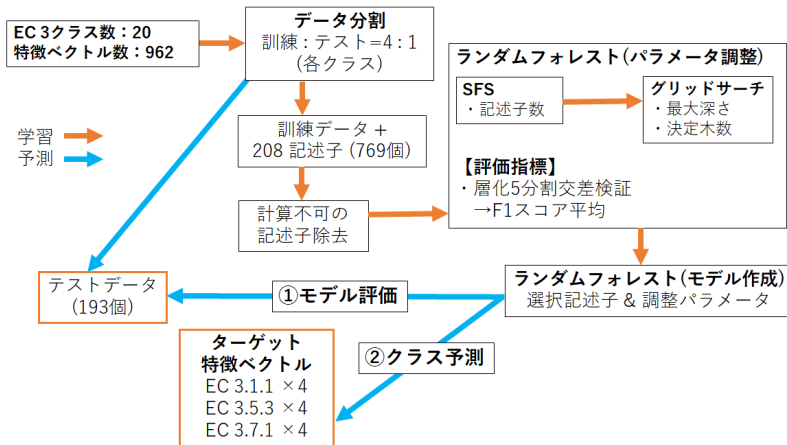 EC 3クラス数：20
特徴ベクトル数：962
データ分割
訓練：テスト=4：1
(各クラス)
学習
予測
訓練データ +
208 記述子 (769個)
計算不可の
記述子除去
ランダムフォレスト(パラメータ調整)
SFS
・記述子数
グリッドサーチ
・最大深さ
・決定木数
【評価指標】
・層化5分割交差検証
→F1スコア平均
ランダムフォレスト(モデル作成)
選択記述子 & 調整パラメータ
①モデル評価
テストデータ
(193個)
②クラス予測
ターゲット
特徴ベクトル
EC 3.1.1 ×4
EC 3.5.3 ×4
EC 3.7.1 ×4